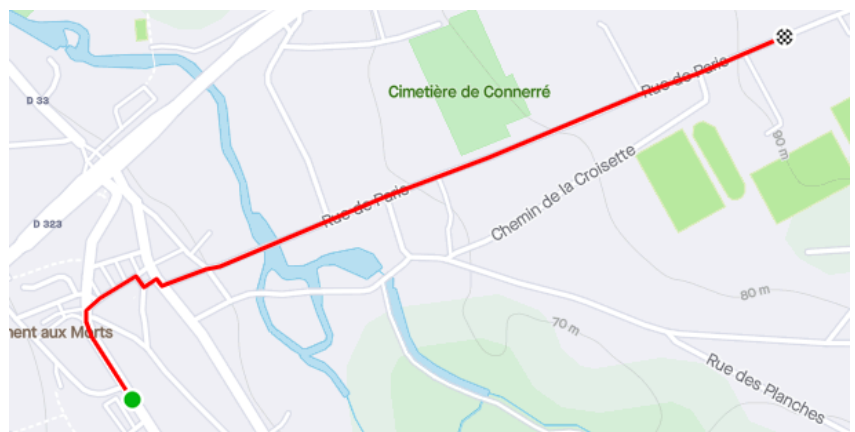 D 33
Cimetière de Connerré
Rue de Paris
90 m
Chemin de la Croisette
Rue de Paris
D 323
80 m
70 m
nent aux Morts
Rue des Planches